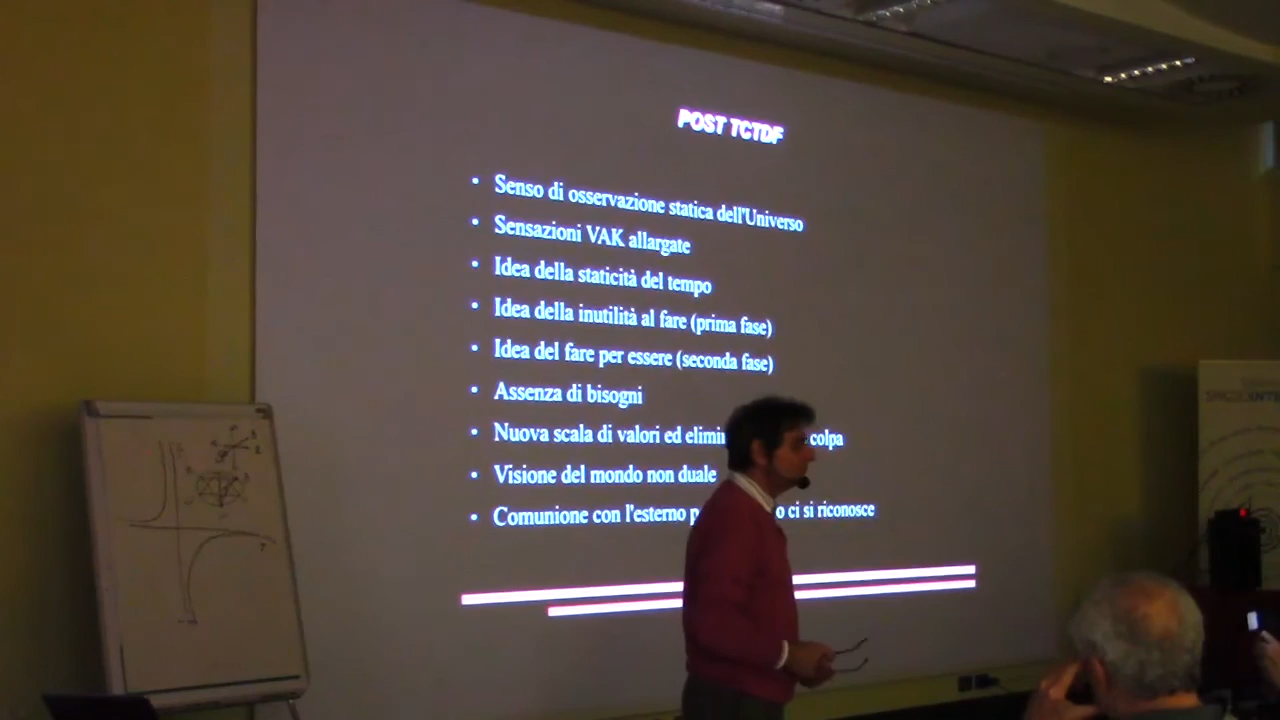 POST TCTDF
• Senso di osservazione statica dell'Universo
• Sensazioni VAK allargate
• Idea della staticità del tempo
• Idea della inutilità al fare (prima fase)
• Idea del fare per essere (seconda fase)
• Assenza di bisogni
• Nuova scala di valori ed elimin colpa
• Visione del mondo non duale
• Comunione con l'esterno p o ci si riconosce